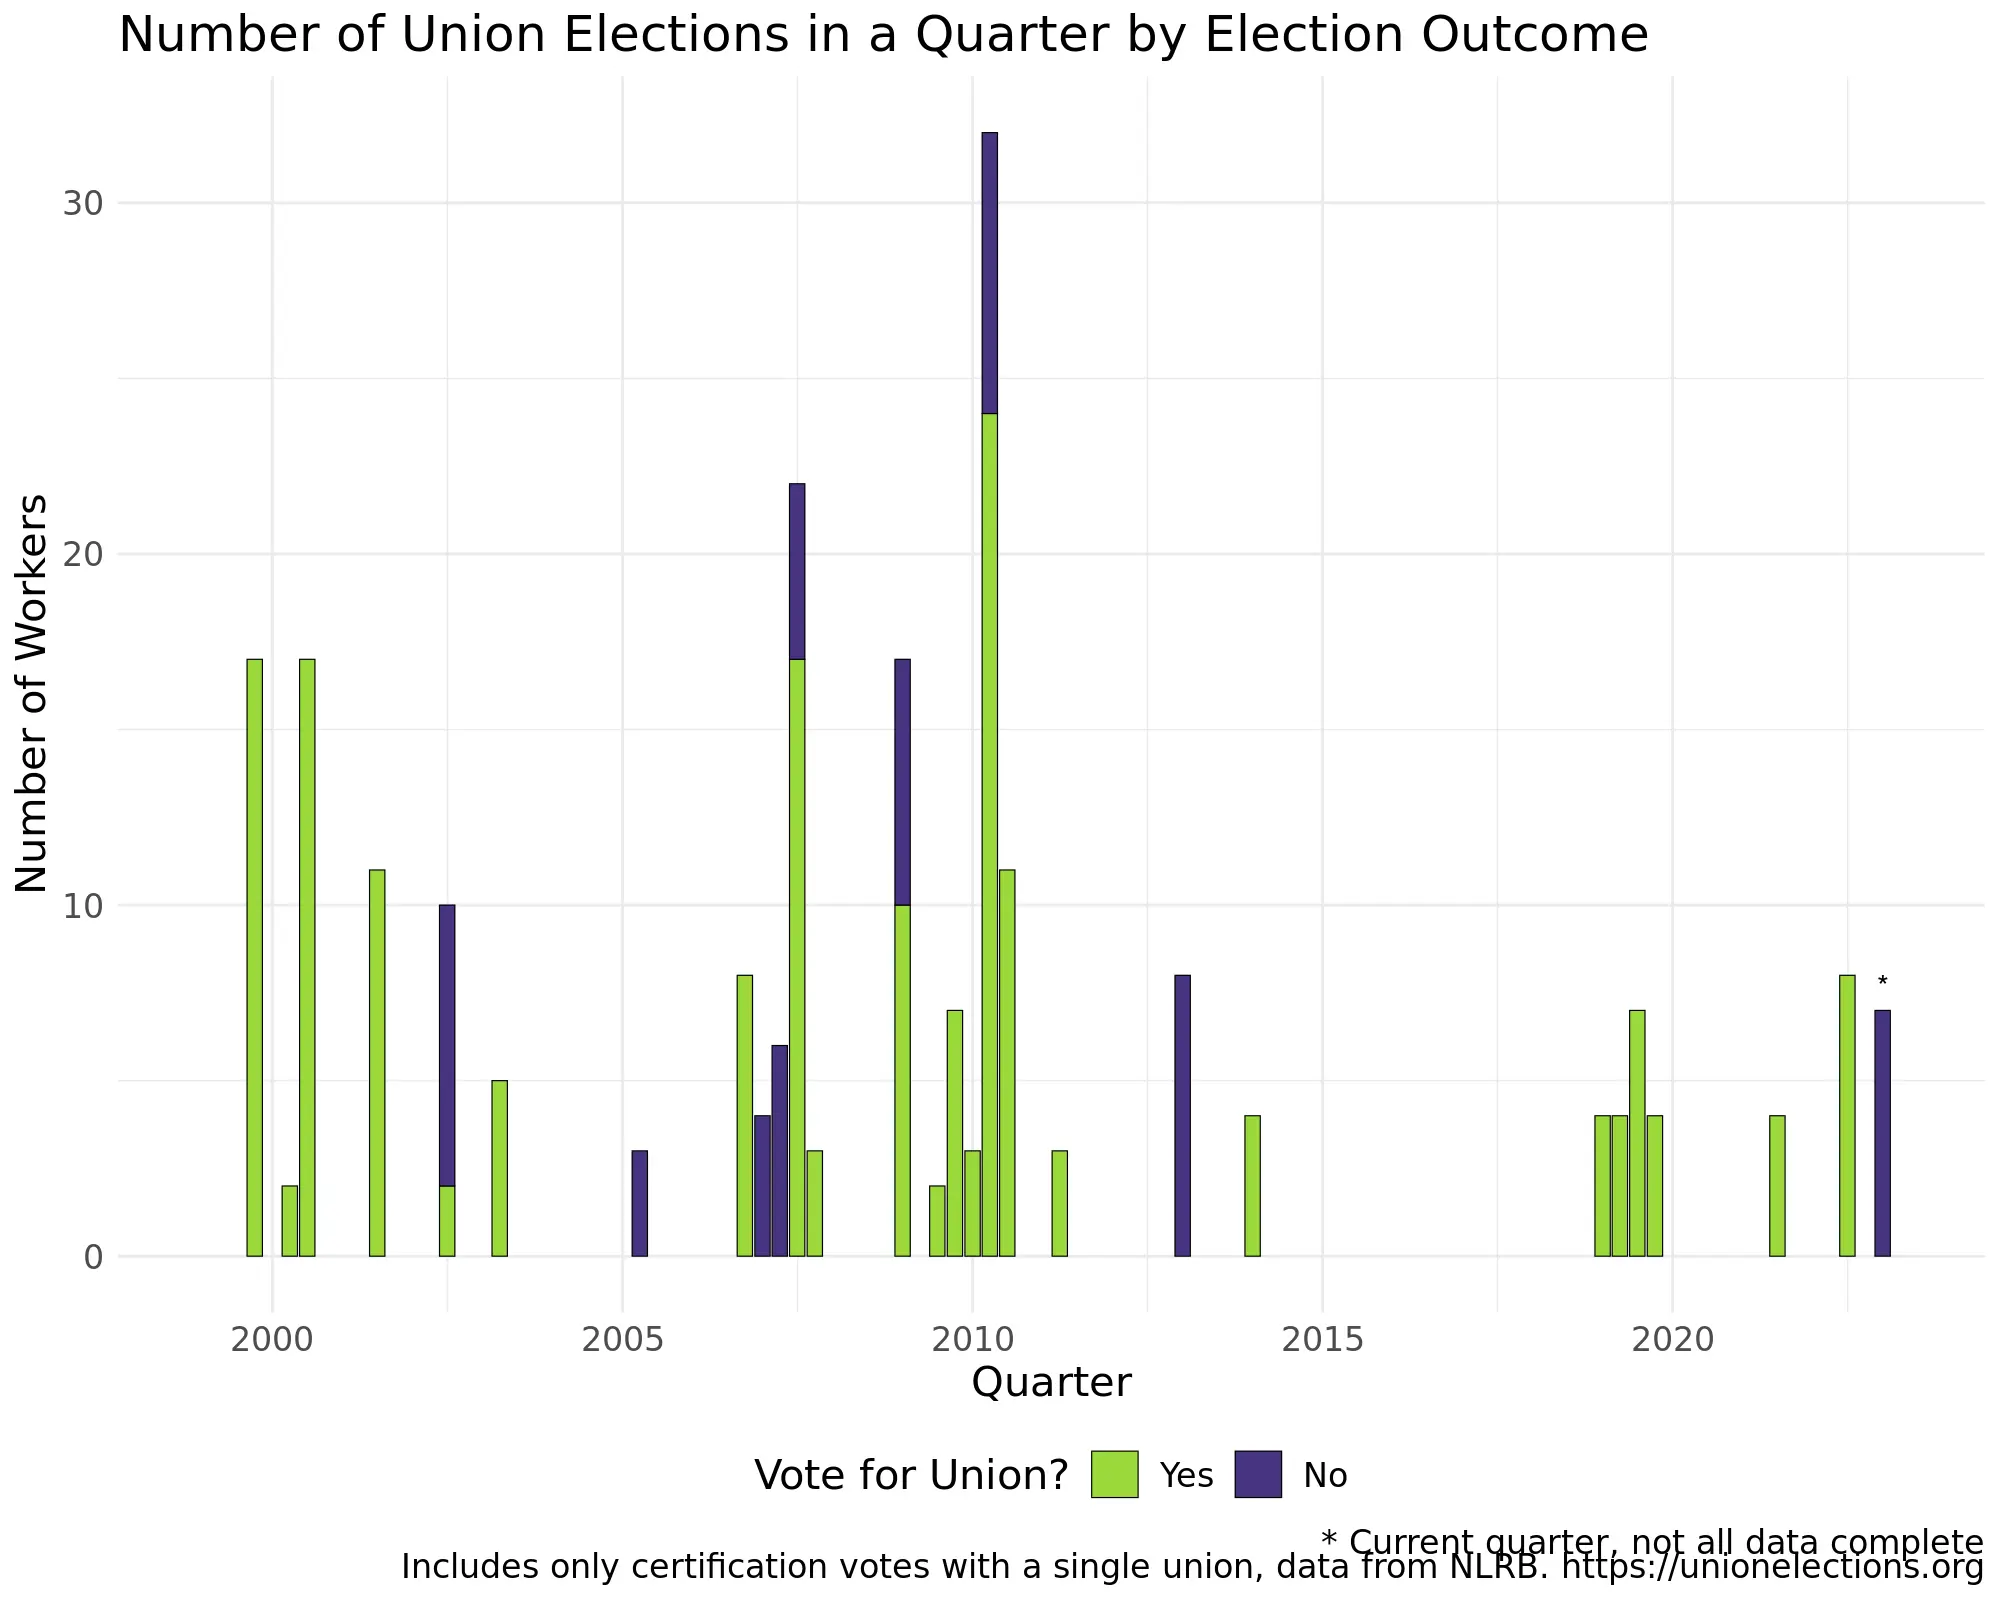 Number of Union Elections in a Quarter by Election Outcome
Number of Workers
30
20
10
0
*
2000 2005 2010 2015 2020
Quarter
Vote for Union? Yes No
* Current quarter, not all data complete
Includes only certification votes with a single union, data from NLRB. https://unionelections.org